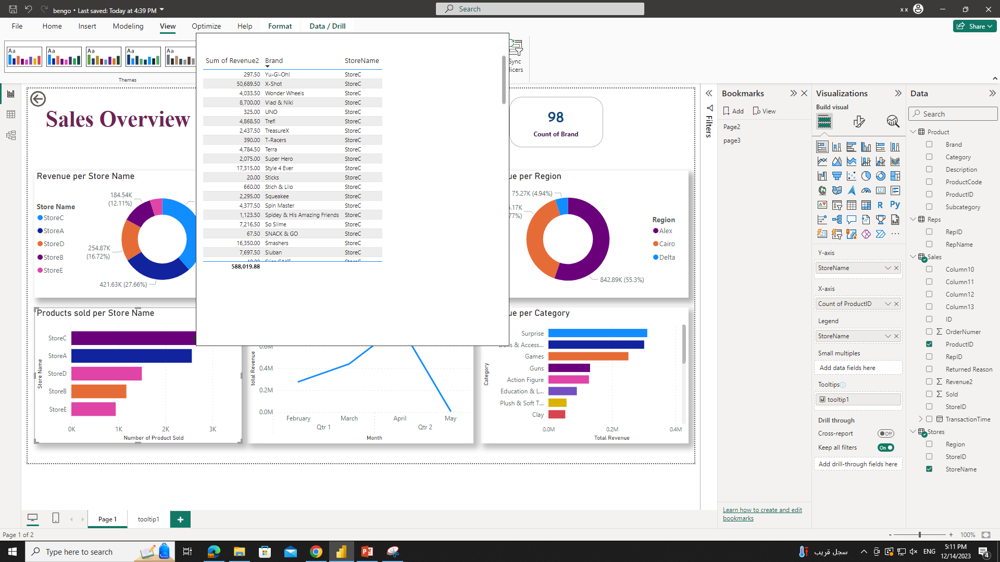 bengo • Last saved: Today at 4:39 PM
Search
x x
File Home Insert Modeling View Optimize Help Format Data / Drill
Share
Aa Aa Aa Aa Aa
Themes
Sync
licers
Sum of Revenue2 Brand StoreName
297.50 Yu-Gi-Oh! StoreC
50,689.50 X-Shot StoreC
4,033.50 Wonder Wheels StoreC
8,700.00 Vlad & Niki StoreC
325.00 UNO StoreC
4,868.50 Trefl StoreC
2,437.50 TreasureX StoreC
390.00 T-Racers StoreC
4,784.50 Terra StoreC
2,075.00 Super Hero StoreC
17,315.00 Style 4 Ever StoreC
20.00 Sticks StoreC
660.00 Stich & Lilo StoreC
2,295.00 Squeakee StoreC
4,377.50 Spin Master StoreC
1,123.50 Spidey & His Amazing Friends StoreC
7,216.50 So Slime StoreC
67.50 SNACK & GO StoreC
16,350.00 Smashers StoreC
7,697.50 Sluban StoreC
588,019.88
Sales Overview
98
Count of Brand
Revenue per Store Name
Store Name
StoreC
StoreA
StoreD
StoreB
StoreE
184.54K
(12.11%)
254.87K
(16.72%)
421.63K (27.66%)
ue per Region
75.27K (4.94%)
842.89K (55.3%)
Region
Alex
Cairo
Delta
Products sold per Store Name
Store Name
StoreC
StoreA
StoreD
StoreB
StoreE
0K 1K 2K 3K
Number of Product Sold
total Revenue
0.6M
0.4M
0.2M
0.0M
February March April May
Qtr 1 Qtr 2
Month
ue per Category
Category
Surprise
Dolls & Access...
Games
Guns
Action Figure
Education & L...
Plush & Soft T...
Clay
0.0M 0.2M 0.4M
Total Revenue
Filters
Bookmarks
Add View
Page2
page3
Learn how to create and edit
bookmarks
Visualizations
Build visual
R Py
123
Y-axis
StoreName
X-axis
Count of ProductID
Legend
StoreName
Small multiples
Add data fields here
Tooltips
tooltip1
Drill through
Cross-report Off
Keep all filters On
Add drill-through fields here
Data
Search
Product
Brand
Category
Description
ProductCode
ProductID
Subcategory
Reps
RepID
RepName
Sales
Column10
Column11
Column12
Column13
ID
OrderNumer
ProductID
RepID
Returned Reason
Revenue2
Sold
StoreID
TransactionTime
Stores
Region
StoreID
StoreName
Page 1 tooltip1
Page 1 of 2
- + 100%
Type here to search
سجل قريب
ENG
5:11 PM
12/14/2023
4